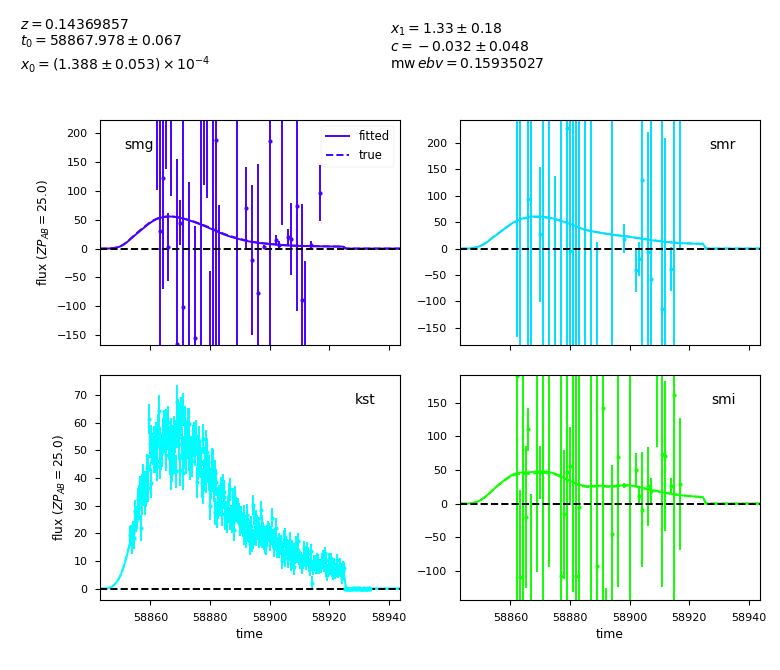 z = 0.14369857
t₀ = 58867.978 ± 0.067
x₀ = (1.388 ± 0.053) × 10⁻⁴
x₁ = 1.33 ± 0.18
c = −0.032 ± 0.048
mw ebv = 0.15935027
smg
fitted
true
200
150
100
50
0
−50
−100
−150
flux (ZP_AB = 25.0)
smr
200
150
100
50
0
−50
−100
−150
kst
70
60
50
40
30
20
10
0
flux (ZP_AB = 25.0)
58860 58880 58900 58920 58940
time
smi
150
100
50
0
−50
−100
58860 58880 58900 58920 58940
time